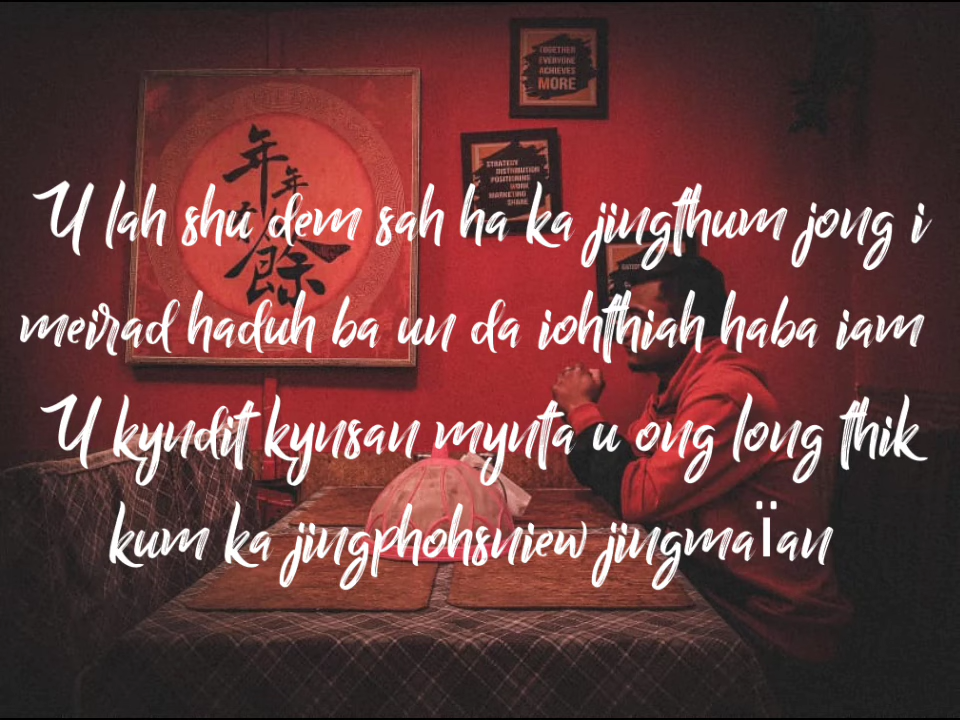 TOGETHER
EVERYONE
ACHIEVES
MORE
STRATEGY
DISTRIBUTION
POSITIONING
WORK
MARKETING
SHARE
年年有餘
U lah shu dem sah ha ka jingthum jong i
meirad haduh ba un da iohthiah haba iam
U kyndit kynsan mynta u ong long thik
kum ka jingphohsniew jingmaïan